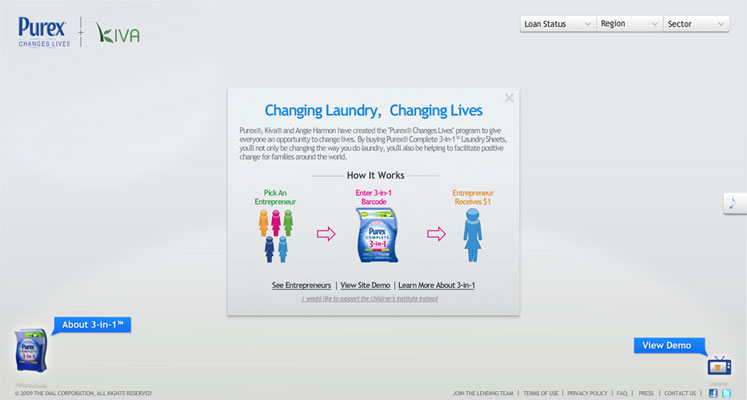 Purex®
CHANGES LIVES
+
KIVA
Loan Status
Region
Sector
Changing Laundry, Changing Lives
Purex®, Kiva® and Angie Harmon have created the "Purex® Changes Lives" program to give
everyone an opportunity to change lives. By buying Purex® Complete 3-in-1™ Laundry Sheets,
you'll not only be changing the way you do laundry, you'll also be helping to facilitate positive
change for families around the world.
How It Works
Pick An
Entrepreneur
Enter 3-in-1
Barcode
Entrepreneur
Receives $1
Purex
COMPLETE
3-in-1
See Entrepreneurs | View Site Demo | Learn More About 3-in-1
I would like to support the Children's Institute instead
About 3-in-1™
Purex
3-in-1
View Demo
© 2009 THE DIAL CORPORATION, ALL RIGHTS RESERVED
JOIN THE LENDING TEAM | TERMS OF USE | PRIVACY POLICY | FAQ | PRESS | CONTACT US |